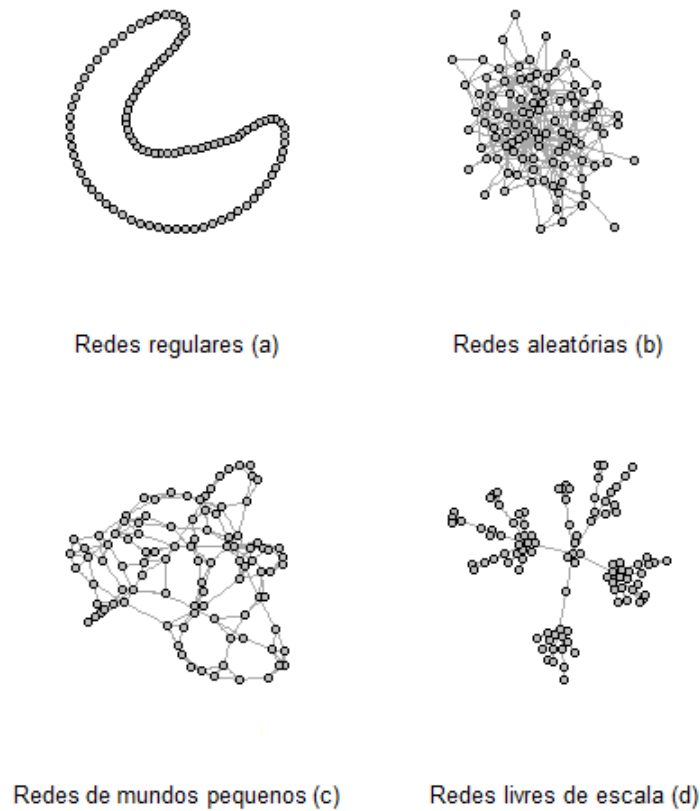 Redes regulares (a)
Redes aleatórias (b)
Redes de mundos pequenos (c)
Redes livres de escala (d)